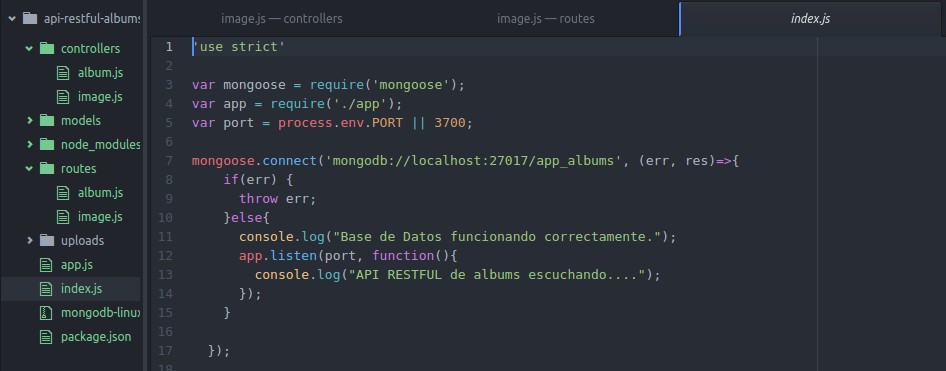 api-restful-albums
controllers
album.js
image.js
models
node_modules
routes
album.js
image.js
uploads
app.js
index.js
mongodb-linux
package.json
image.js — controllers
image.js — routes
index.js
1 'use strict'
2
3 var mongoose = require('mongoose');
4 var app = require('./app');
5 var port = process.env.PORT || 3700;
6
7 mongoose.connect('mongodb://localhost:27017/app_albums', (err, res)=>{
8 if(err) {
9 throw err;
10 }else{
11 console.log("Base de Datos funcionando correctamente.");
12 app.listen(port, function(){
13 console.log("API RESTFUL de albums escuchando....");
14 });
15 }
16
17 });
18